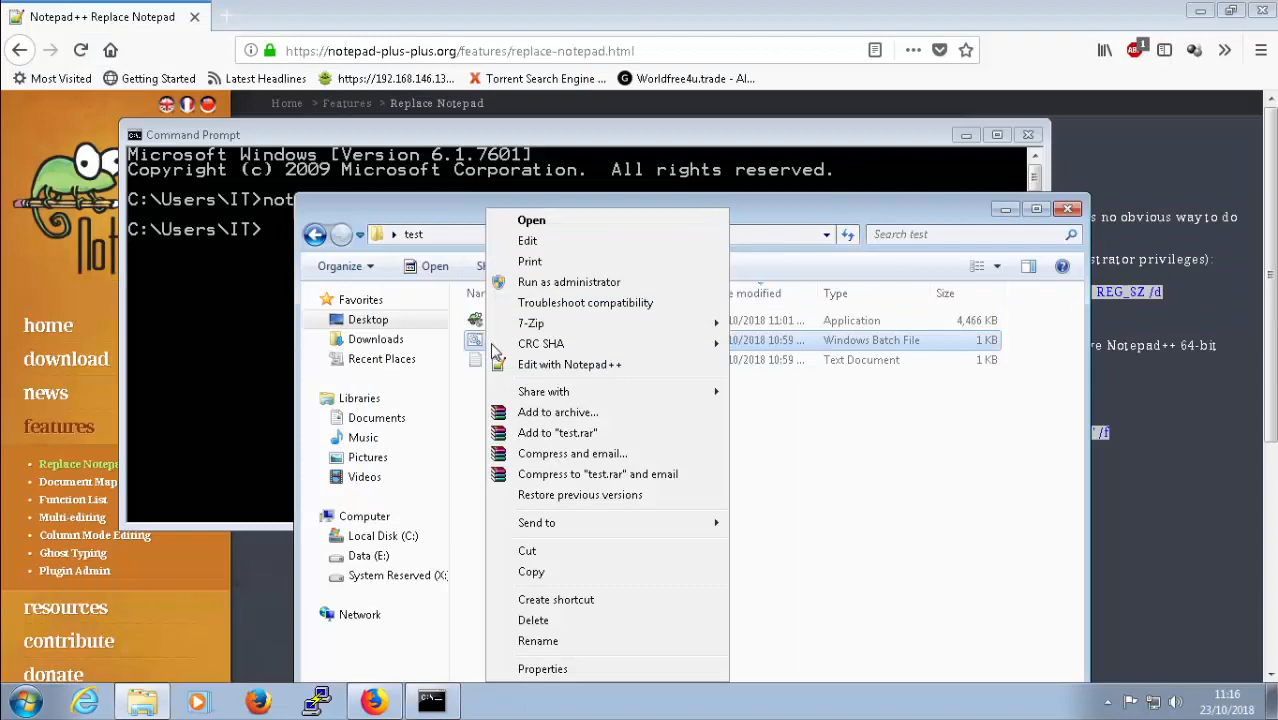 Notepad++ Replace Notepad
https://notepad-plus-plus.org/features/replace-notepad.html
1
Most Visited
Getting Started
Latest Headlines
https://192.168.146.13...
Torrent Search Engine ...
Worldfree4u.trade - Al...
Home > Features > Replace Notepad
Command Prompt
Microsoft Windows [Version 6.1.7601]
Copyright (c) 2009 Microsoft Corporation.  All rights reserved.
C:\Users\IT>not
C:\Users\IT>
Not
home
download
news
features
Replace Notepa
Document Map
Function List
Multi-editing
Column Mode Editing
Ghost Typing
Plugin Admin
resources
contribute
donate
s no obvious way to do
strator privileges):
REG_SZ /d
ve Notepad++ 64-bit
/f
test
Search test
Organize
Open
Sh
Favorites
Desktop
Downloads
Recent Places
Libraries
Documents
Music
Pictures
Videos
Computer
Local Disk (C:)
Data (E:)
System Reserved (X:)
Network
Nan
modified
Type
Size
10/2018 11:01 ...
Application
4,466 KB
10/2018 10:59 ...
Windows Batch File
1 KB
10/2018 10:59 ...
Text Document
1 KB
Open
Edit
Print
Run as administrator
Troubleshoot compatibility
7-Zip
CRC SHA
Edit with Notepad++
Share with
Add to archive...
Add to "test.rar"
Compress and email...
Compress to "test.rar" and email
Restore previous versions
Send to
Cut
Copy
Create shortcut
Delete
Rename
Properties
11:16
23/10/2018